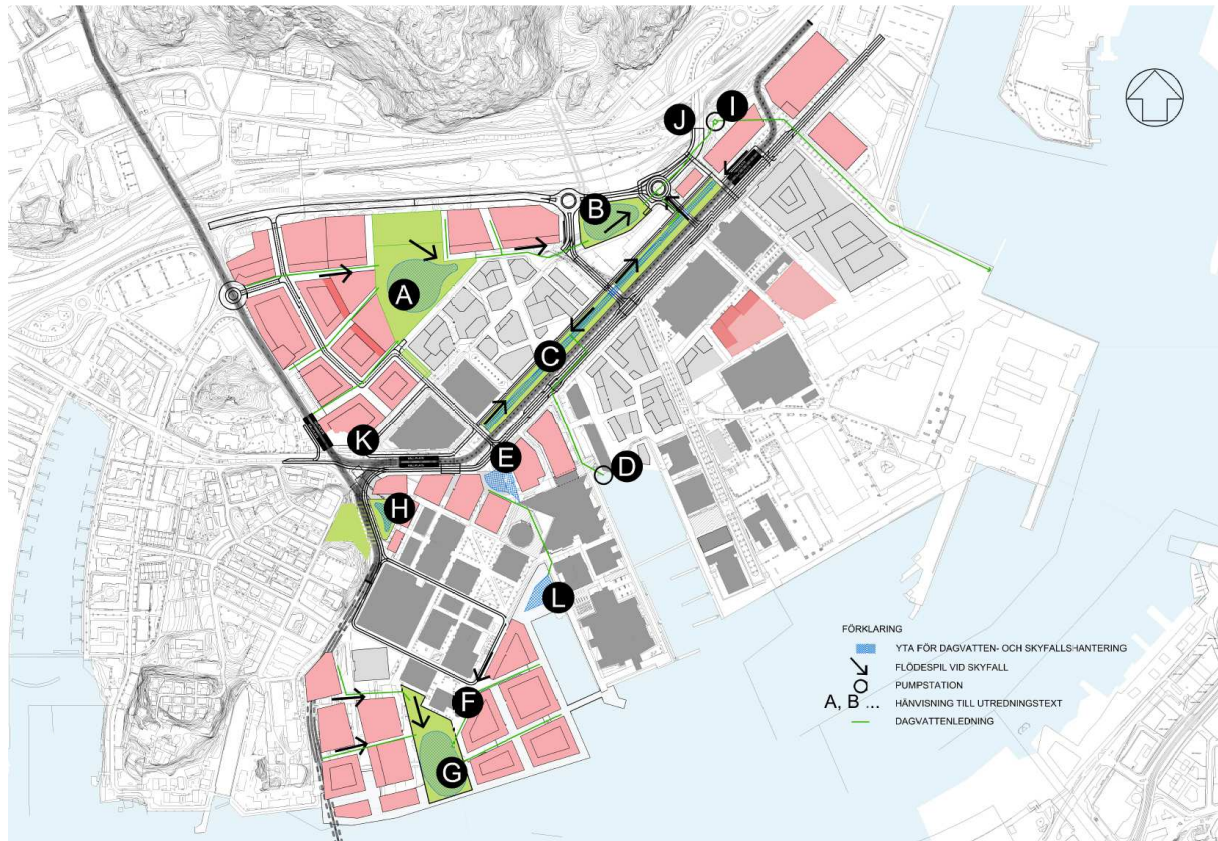 I
J
B
A
C
K
E
D
H
L
F
G
FÖRKLARING
YTA FÖR DAGVATTEN- OCH SKYFALLSHANTERING
FLÖDESPIL VID SKYFALL
PUMPSTATION
A, B ... HÄNVISNING TILL UTREDNINGSTEXT
DAGVATTENLEDNING